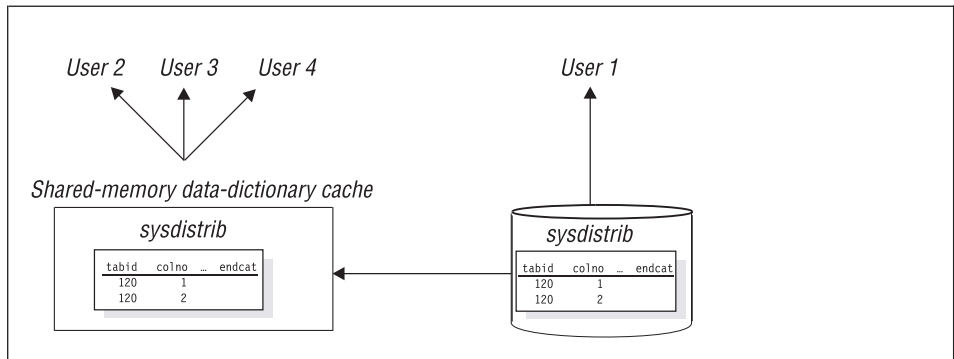 User 2 User 3 User 4 User 1
Shared-memory data-dictionary cache
sysdistrib
tabid colno … endcat
120 1
120 2
sysdistrib
tabid colno … endcat
120 1
120 2